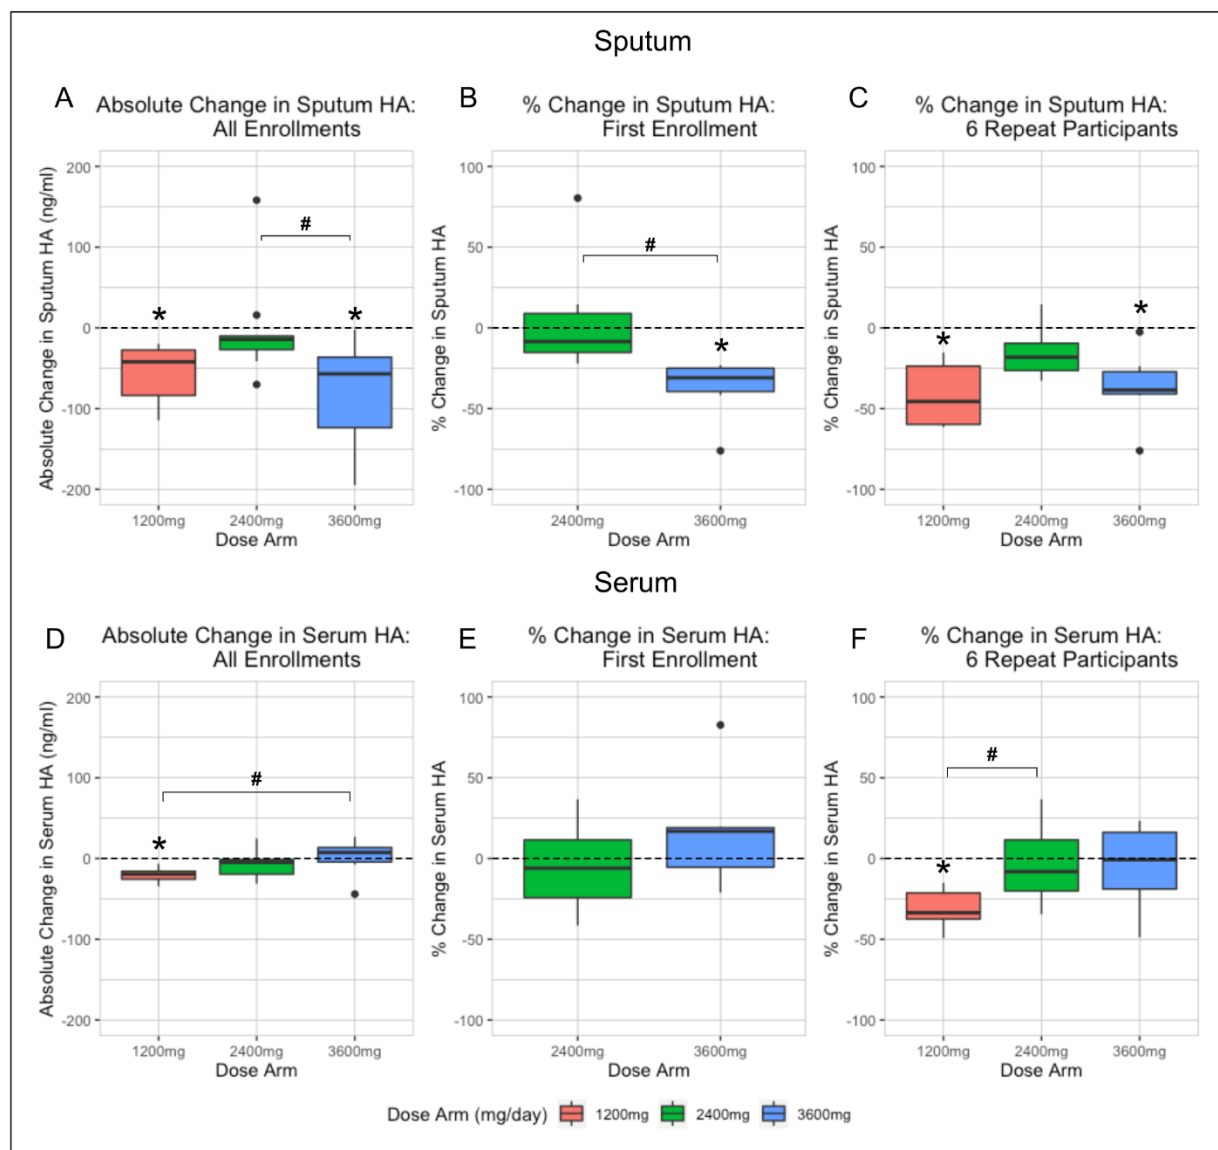 Sputum
A
Absolute Change in Sputum HA:
All Enrollments
Absolute Change in Sputum HA (ng/ml)
200
100
0
-100
-200
#
*
*
1200mg
2400mg
3600mg
Dose Arm
B
% Change in Sputum HA:
First Enrollment
% Change in Sputum HA
100
50
0
-50
-100
#
*
2400mg
3600mg
Dose Arm
C
% Change in Sputum HA:
6 Repeat Participants
% Change in Sputum HA
100
50
0
-50
-100
*
*
1200mg
2400mg
3600mg
Dose Arm
Serum
D
Absolute Change in Serum HA:
All Enrollments
Absolute Change in Serum HA (ng/ml)
200
100
0
-100
-200
#
*
1200mg
2400mg
3600mg
Dose Arm
E
% Change in Serum HA:
First Enrollment
% Change in Serum HA
100
50
0
-50
-100
2400mg
3600mg
Dose Arm
F
% Change in Serum HA:
6 Repeat Participants
% Change in Serum HA
100
50
0
-50
-100
#
*
1200mg
2400mg
3600mg
Dose Arm
Dose Arm (mg/day) 1200mg 2400mg 3600mg